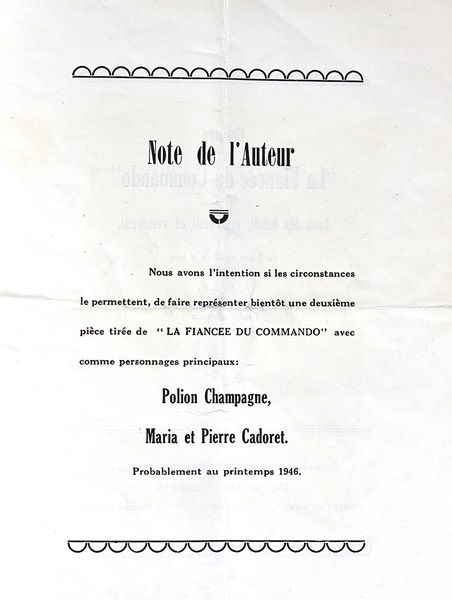 Note de l'Auteur
Nous avons l'intention si les circonstances
le permettent, de faire représenter bientôt une deuxième
pièce tirée de “ LA FIANCEE DU COMMANDO” avec
comme personnages principaux:
Polion Champagne,
Maria et Pierre Cadoret.
Probablement au printemps 1946.